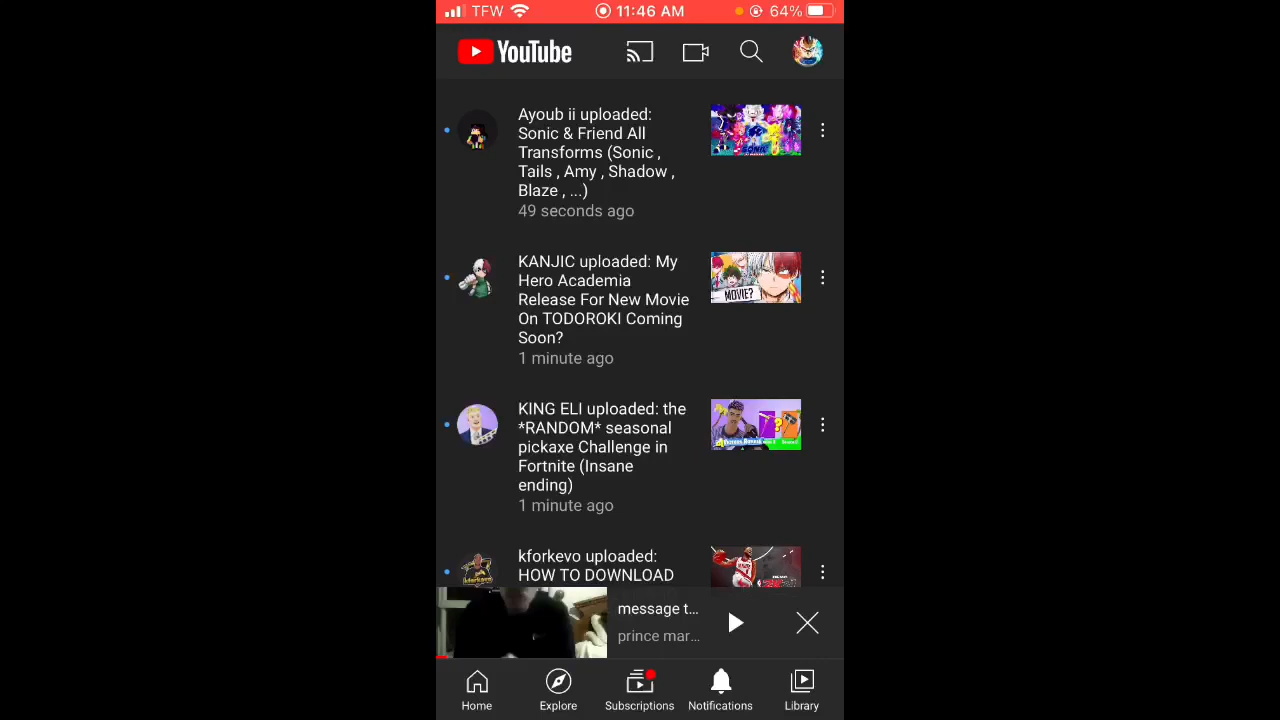 TFW 11:46 AM 64%
YouTube
Ayoub ii uploaded:
Sonic & Friend All
Transforms (Sonic ,
Tails , Amy , Shadow ,
Blaze , ...)
49 seconds ago
KANJIC uploaded: My
Hero Academia
Release For New Movie
On TODOROKI Coming
Soon?
1 minute ago
MOVIE?
KING ELI uploaded: the
*RANDOM* seasonal
pickaxe Challenge in
Fortnite (Insane
ending)
1 minute ago
kforkevo uploaded:
HOW TO DOWNLOAD
message t...
prince mar...
Home Explore Subscriptions Notifications Library